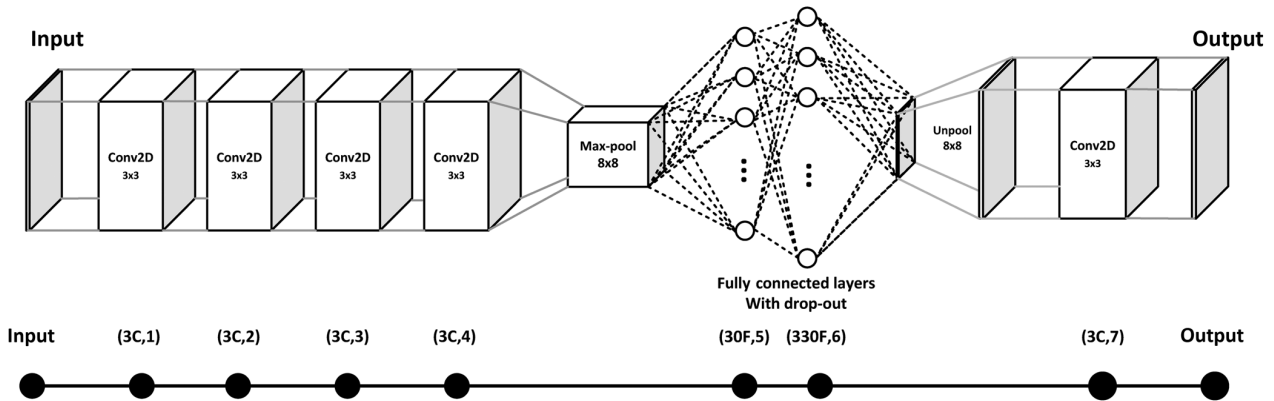 Input
Output
Conv2D
3x3
Conv2D
3x3
Conv2D
3x3
Conv2D
3x3
Max-pool
8x8
Unpool
8x8
Conv2D
3x3
Fully connected layers
With drop-out
Input
(3C,1)
(3C,2)
(3C,3)
(3C,4)
(30F,5)
(330F,6)
(3C,7)
Output